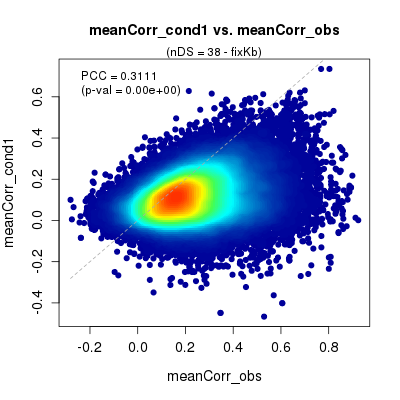 meanCorr_cond1 vs. meanCorr_obs
(nDS = 38 - fixKb)
PCC = 0.3111
(p-val = 0.00e+00)
meanCorr_cond1
0.6
0.4
0.2
0.0
-0.2
-0.4
-0.2 0.0 0.2 0.4 0.6 0.8
meanCorr_obs